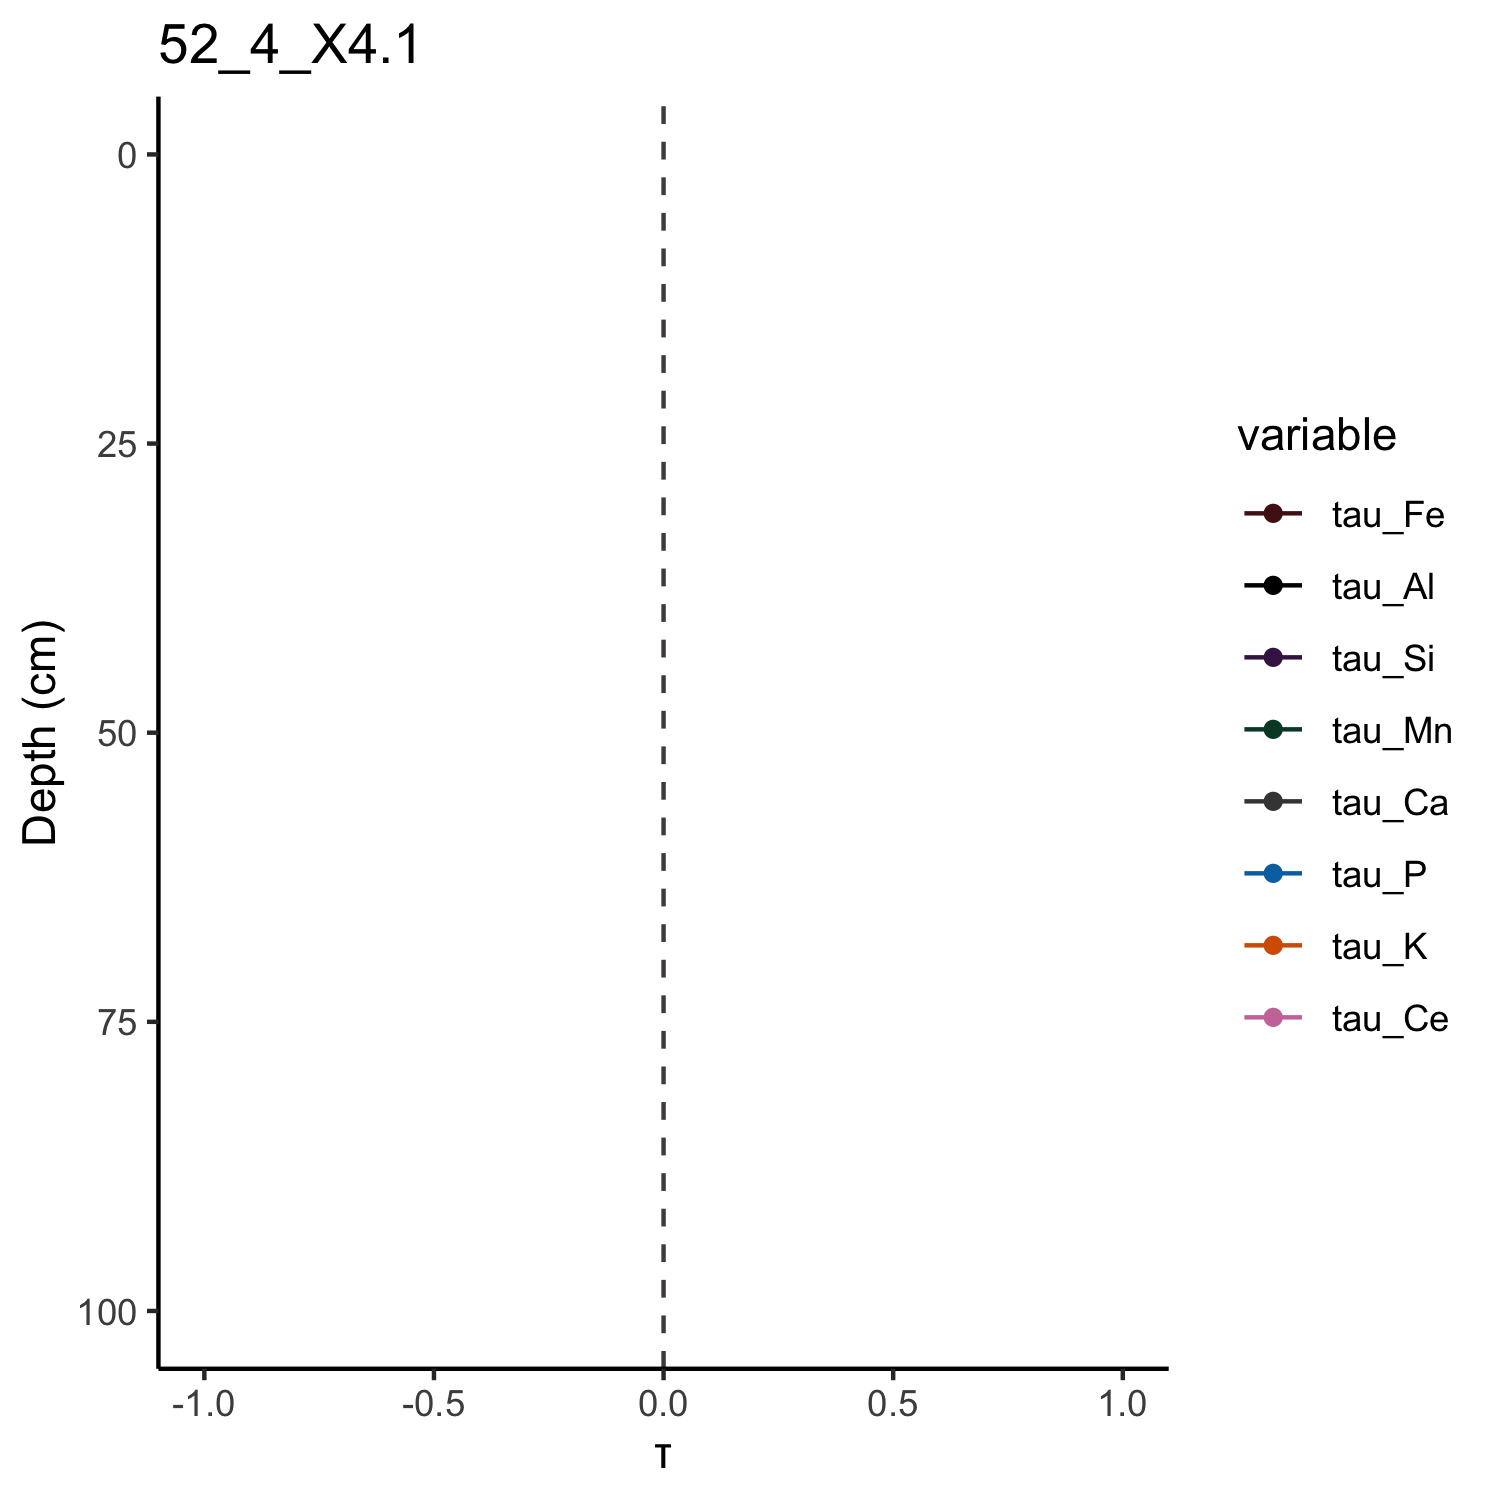 52_4_X4.1
0
25
50
75
100
Depth (cm)
-1.0 -0.5 0.0 0.5 1.0
τ
variable
tau_Fe
tau_Al
tau_Si
tau_Mn
tau_Ca
tau_P
tau_K
tau_Ce